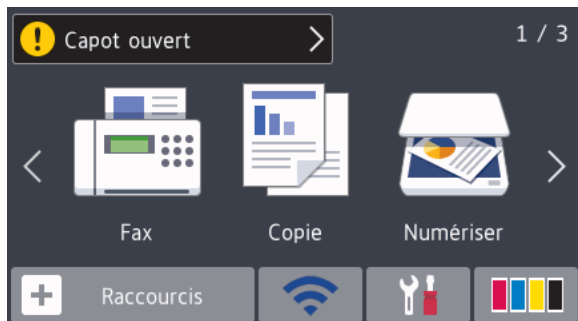 Capot ouvert
1 / 3
Fax
Copie
Numériser
Raccourcis